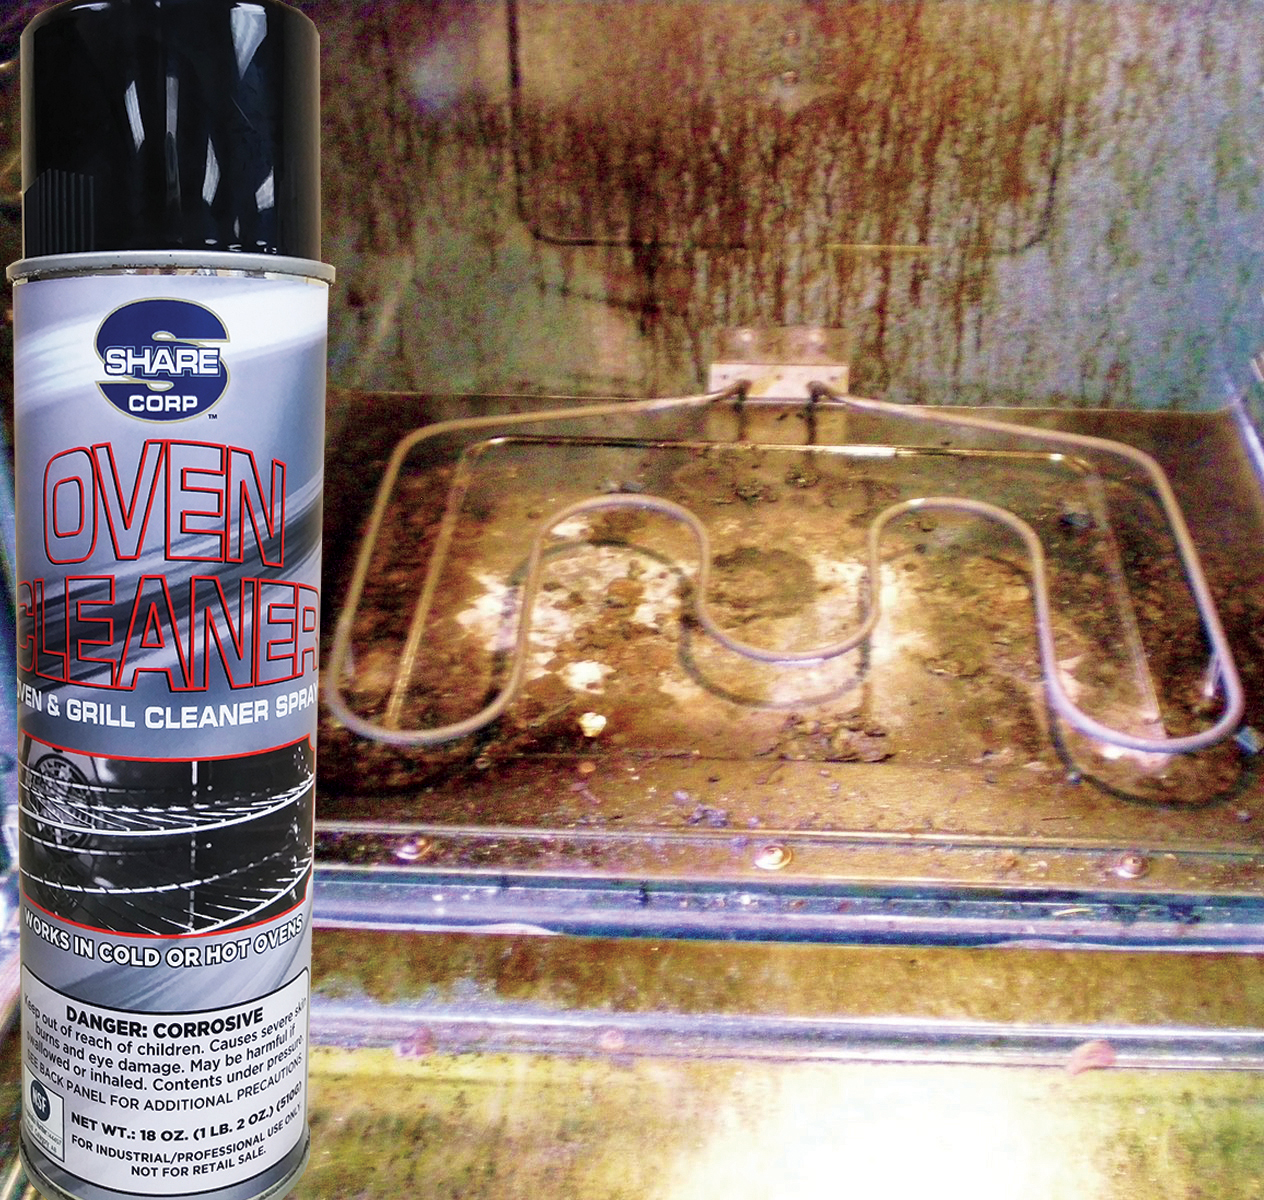 SHARE
CORP
™
OVEN
CLEANER
OVEN & GRILL CLEANER SPRAY
WORKS IN COLD OR HOT OVENS
DANGER: CORROSIVE
Keep out of reach of children. Causes severe skin
burns and eye damage. May be harmful if
swallowed or inhaled. Contents under pressure.
SEE BACK PANEL FOR ADDITIONAL PRECAUTIONS.
NSF
NET WT.: 18 OZ. (1 LB. 2 OZ.) (510G)
FOR INDUSTRIAL/PROFESSIONAL USE ONLY.
NOT FOR RETAIL SALE.